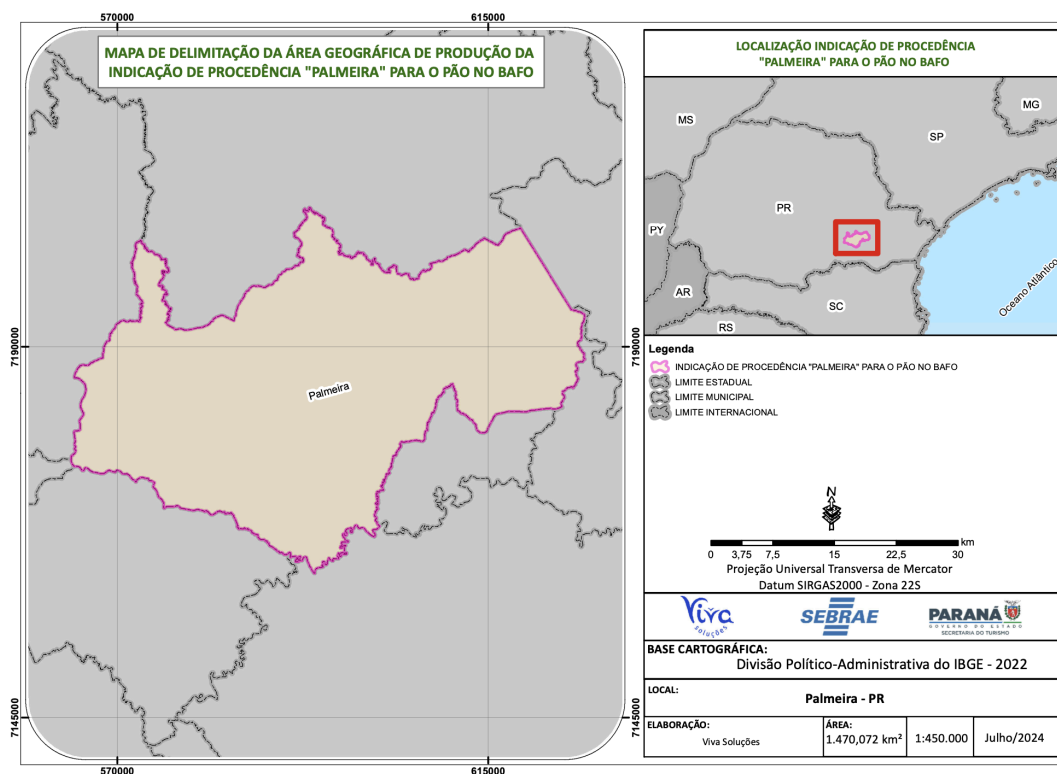 570000
615000
MAPA DE DELIMITAÇÃO DA ÁREA GEOGRÁFICA DE PRODUÇÃO DA
INDICAÇÃO DE PROCEDÊNCIA "PALMEIRA" PARA O PÃO NO BAFO
7190000
7190000
Palmeira
7145000
7145000
570000
615000
LOCALIZAÇÃO INDICAÇÃO DE PROCEDÊNCIA
"PALMEIRA" PARA O PÃO NO BAFO
MS
MG
SP
PR
PY
AR
SC
RS
Oceano Atlântico
Legenda
INDICAÇÃO DE PROCEDÊNCIA "PALMEIRA" PARA O PÃO NO BAFO
LIMITE ESTADUAL
LIMITE MUNICIPAL
LIMITE INTERNACIONAL
N
0 3,75 7,5 15 22,5 30 km
Projeção Universal Transversa de Mercator
Datum SIRGAS2000 - Zona 22S
Viva
soluções
SEBRAE
PARANÁ
GOVERNO DO ESTADO
SECRETARIA DO TURISMO
BASE CARTOGRÁFICA:
Divisão Político-Administrativa do IBGE - 2022
LOCAL:
Palmeira - PR
ELABORAÇÃO:
Viva Soluções
ÁREA:
1.470,072 km²
1:450.000
Julho/2024